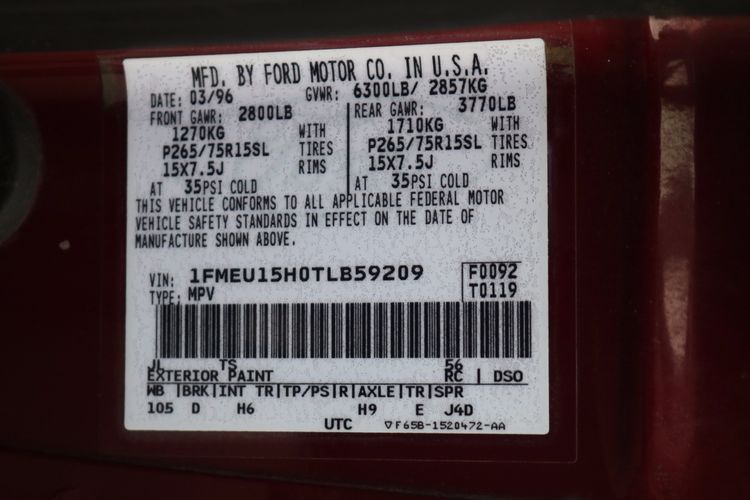 MFD. BY FORD MOTOR CO. IN U.S.A.
DATE: 03/96 GVWR: 6300LB/ 2857KG
FRONT GAWR: 2800LB REAR GAWR: 3770LB
1270KG WITH 1710KG WITH
P265/75R15SL TIRES P265/75R15SL TIRES
15X7.5J RIMS 15X7.5J RIMS
AT 35PSI COLD AT 35PSI COLD
THIS VEHICLE CONFORMS TO ALL APPLICABLE FEDERAL MOTOR
VEHICLE SAFETY STANDARDS IN EFFECT ON THE DATE OF
MANUFACTURE SHOWN ABOVE.
VIN: 1FMEU15H0TLB59209 F0092
TYPE: MPV T0119
JL TS 56
EXTERIOR PAINT RC | DSO
WB |BRK|INT TR|TP/PS|R|AXLE|TR|SPR
105 D H6 H9 E J4D
UTC ▽F65B-1520472-AA